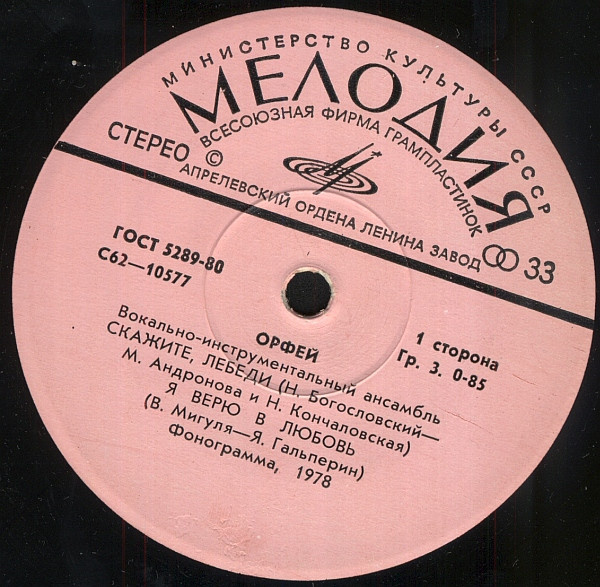 МИНИСТЕРСТВО КУЛЬТУРЫ СССР
МЕЛОДИЯ
ВСЕСОЮЗНАЯ ФИРМА ГРАМПЛАСТИНОК
СТЕРЕО ©
АПРЕЛЕВСКИЙ ОРДЕНА ЛЕНИНА ЗАВОД
33
ГОСТ 5289-80
С62—10577
1 сторона
Гр. 3. 0-85
ОРФЕЙ
Вокально-инструментальный ансамбль
СКАЖИТЕ, ЛЕБЕДИ (Н. Богословский—
М. Андронова и Н. Кончаловская)
Я ВЕРЮ В ЛЮБОВЬ
(В. Мигуля—Я. Гальперин)
Фонограмма, 1978